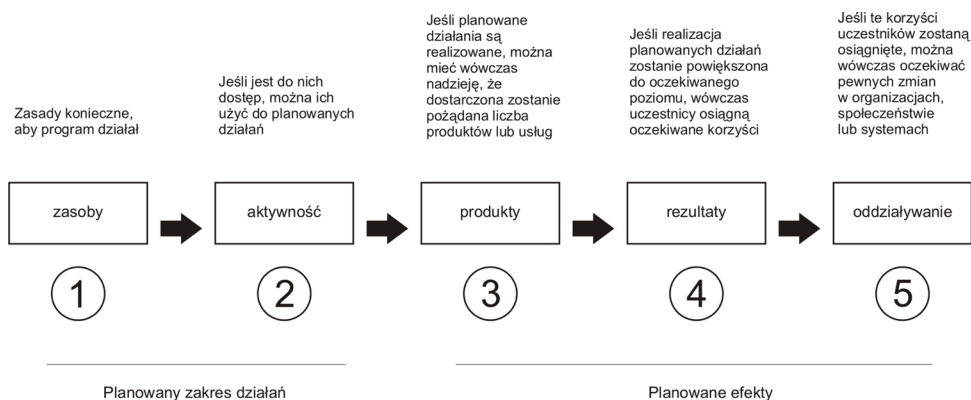 Zasady konieczne,
aby program działał
Jeśli jest do nich
dostęp, można ich
użyć do planowanych
działań
Jeśli planowane
działania są
realizowane, można
mieć wówczas
nadzieję, że
dostarczona zostanie
pożądana liczba
produktów lub usług
Jeśli realizacja
planowanych działań
zostanie powiększona
do oczekiwanego
poziomu, wówczas
uczestnicy osiągną
oczekiwane korzyści
Jeśli te korzyści
uczestników zostaną
osiągnięte, można
wówczas oczekiwać
pewnych zmian
w organizacjach,
społeczeństwie
lub systemach
zasoby
aktywność
produkty
rezultaty
oddziaływanie
1
2
3
4
5
Planowany zakres działań
Planowane efekty